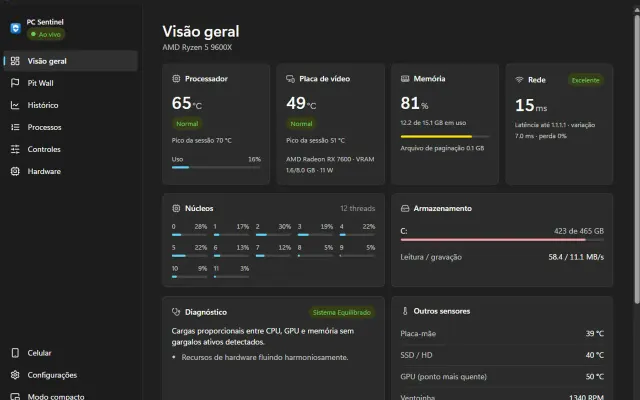 PC Sentinel
Ao vivo
Visão geral
Pit Wall
Histórico
Processos
Controles
Hardware
Celular
Configurações
Modo compacto
Visão geral
AMD Ryzen 5 9600X
Processador
65 °C
Normal
Pico da sessão 70 °C
Uso 16%
Placa de vídeo
49 °C
Normal
Pico da sessão 51 °C
AMD Radeon RX 7600 · VRAM
1.6/8.0 GB · 11 W
Memória
81 %
12.2 de 15.1 GB em uso
Arquivo de paginação 0.1 GB
Rede Excelente
15 ms
Latência até 1.1.1.1 · variação
7.0 ms · perda 0%
Núcleos 12 threads
0 28% 1 17% 2 30% 3 19% 4 22%
5 22% 6 13% 7 12% 8 5% 9 5%
10 9% 11 3%
Armazenamento
C: 423 de 465 GB
Leitura / gravação 58.4 / 11.1 MB/s
Diagnóstico Sistema Equilibrado
Cargas proporcionais entre CPU, GPU e memória sem
gargalos ativos detectados.
• Recursos de hardware fluindo harmoniosamente.
Outros sensores
Placa-mãe 39 °C
SSD / HD 40 °C
GPU (ponto mais quente) 50 °C
Ventoinha 1340 RPM